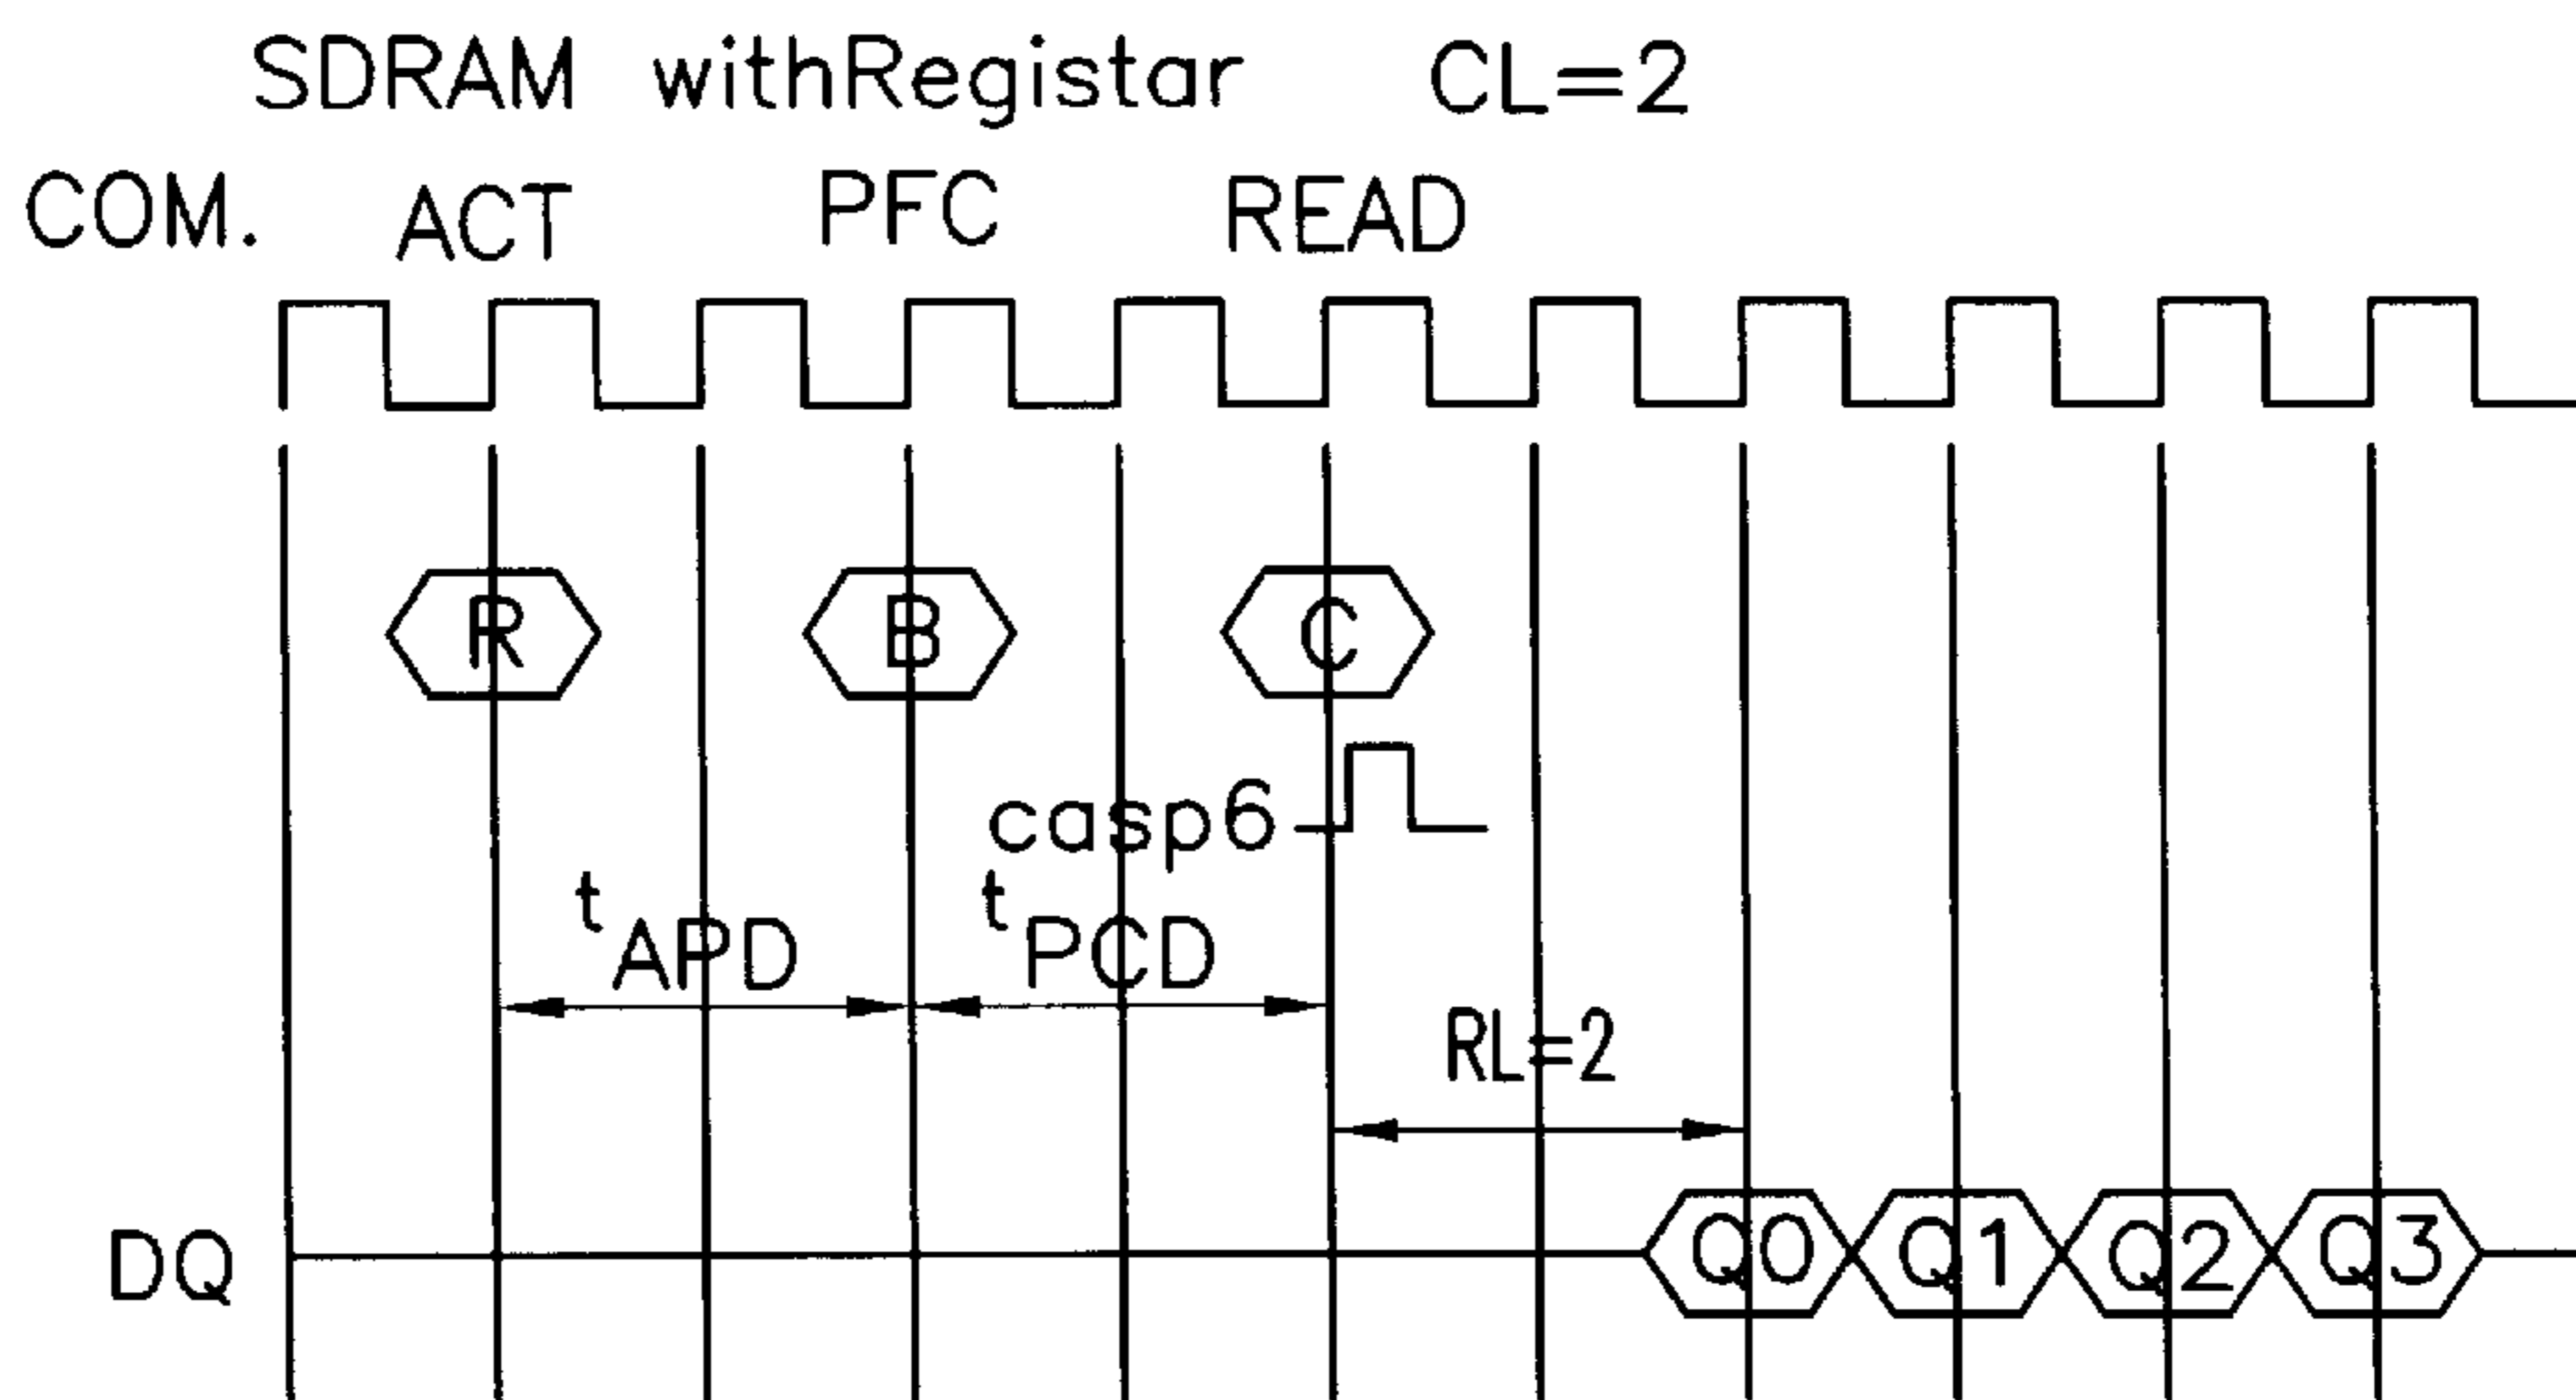 SDRAM withRegistar CL=2
COM. ACT PFC READ
R B C
casp6
tAPD tPCD
RL=2
DQ Q0 Q1 Q2 Q3